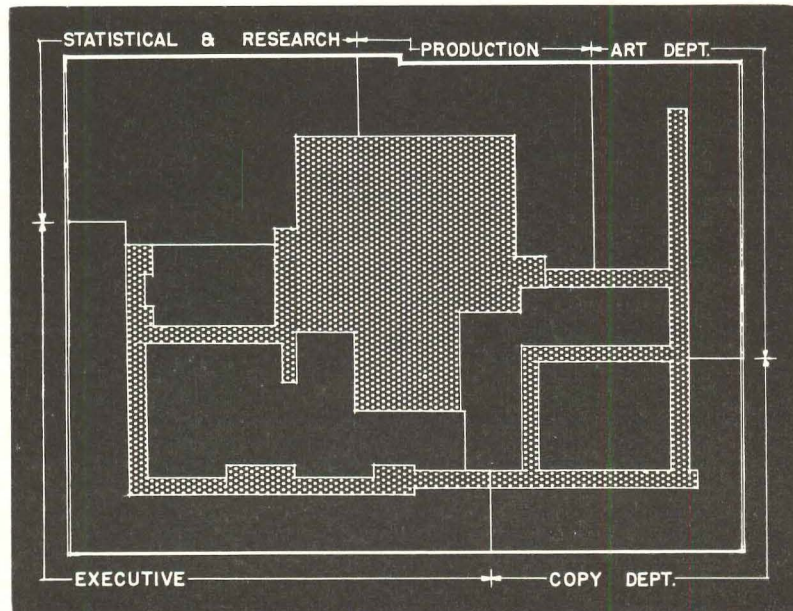 STATISTICAL & RESEARCH
PRODUCTION
ART DEPT.
EXECUTIVE
COPY DEPT.